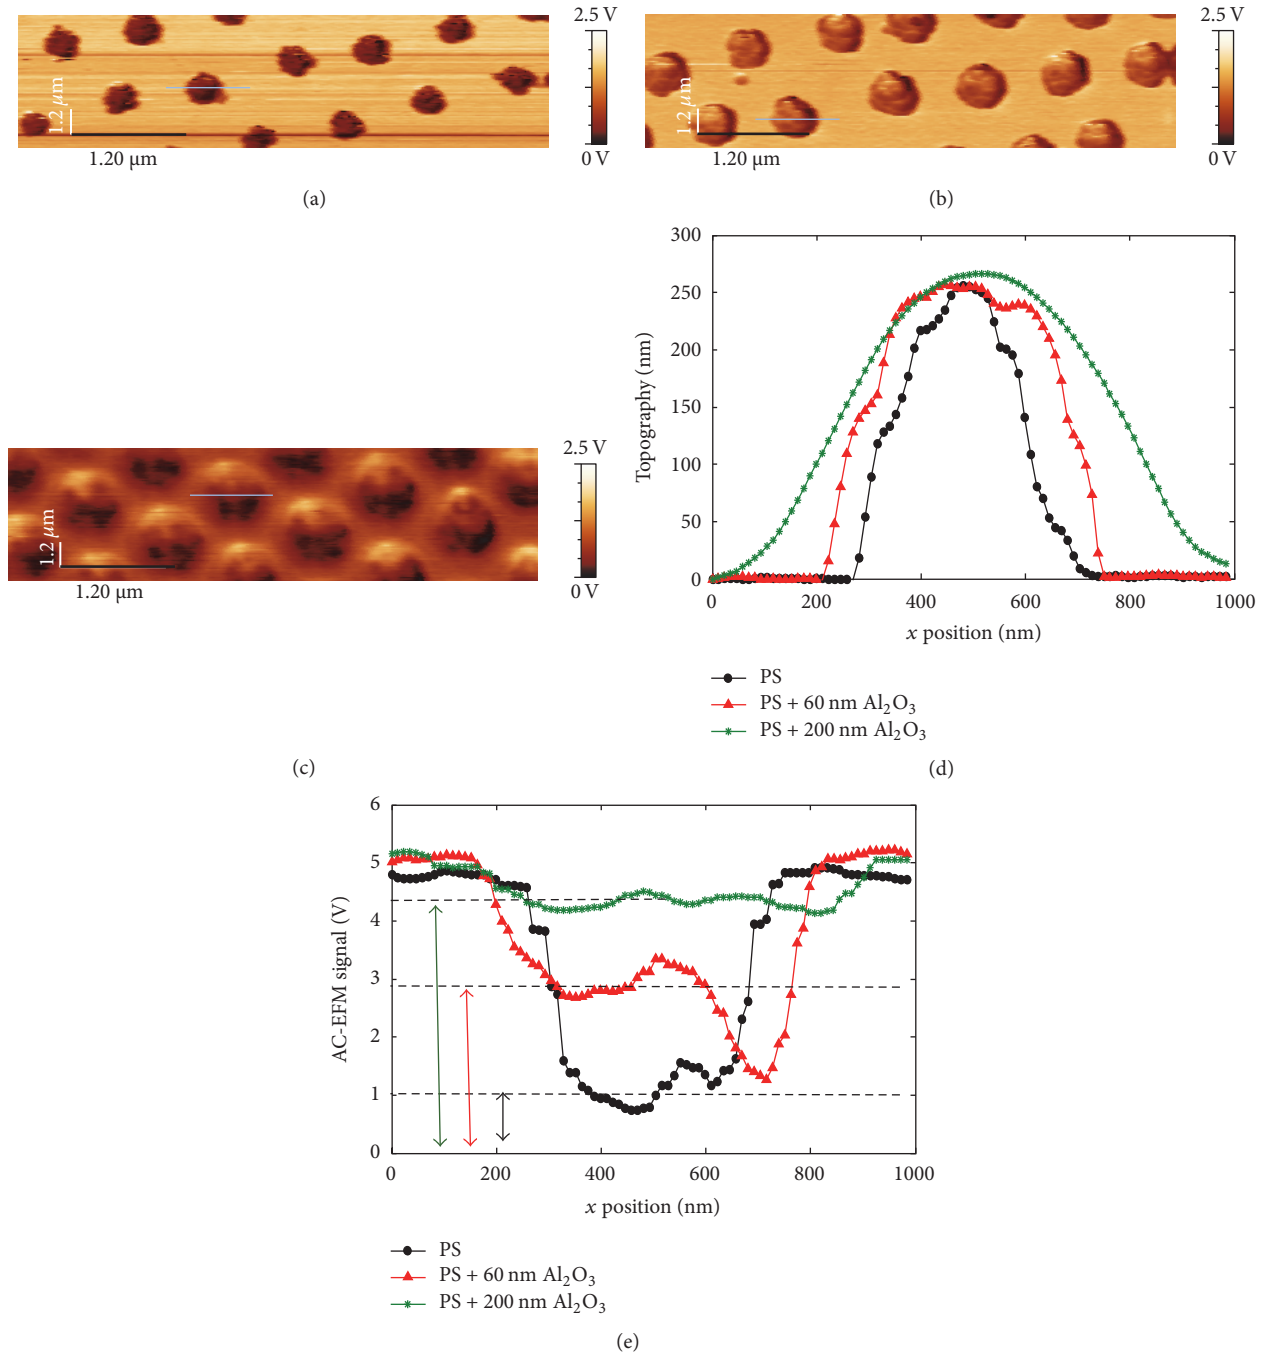 2.5 V
0 V
1.2 μm
1.20 μm
(a)
2.5 V
0 V
1.2 μm
1.20 μm
(b)
2.5 V
0 V
1.2 μm
1.20 μm
(c)
300
250
200
150
100
50
0
Topography (nm)
0 200 400 600 800 1000
x position (nm)
PS
PS + 60 nm Al₂O₃
PS + 200 nm Al₂O₃
(d)
6
5
4
3
2
1
0
AC-EFM signal (V)
0 200 400 600 800 1000
x position (nm)
PS
PS + 60 nm Al₂O₃
PS + 200 nm Al₂O₃
(e)